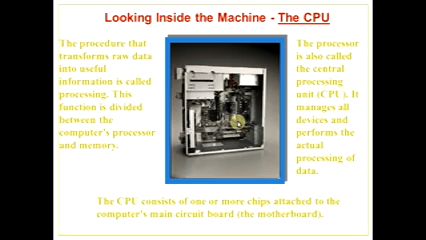 Looking Inside the Machine - The CPU
The procedure that
transforms raw data
into useful
information is called
processing. This
function is divided
between the
computer's processor
and memory.
The processor
is also called
the central
processing
unit (CPU). It
manages all
devices and
performs the
actual
processing of
data.
The CPU consists of one or more chips attached to the
computer's main circuit board (the motherboard).